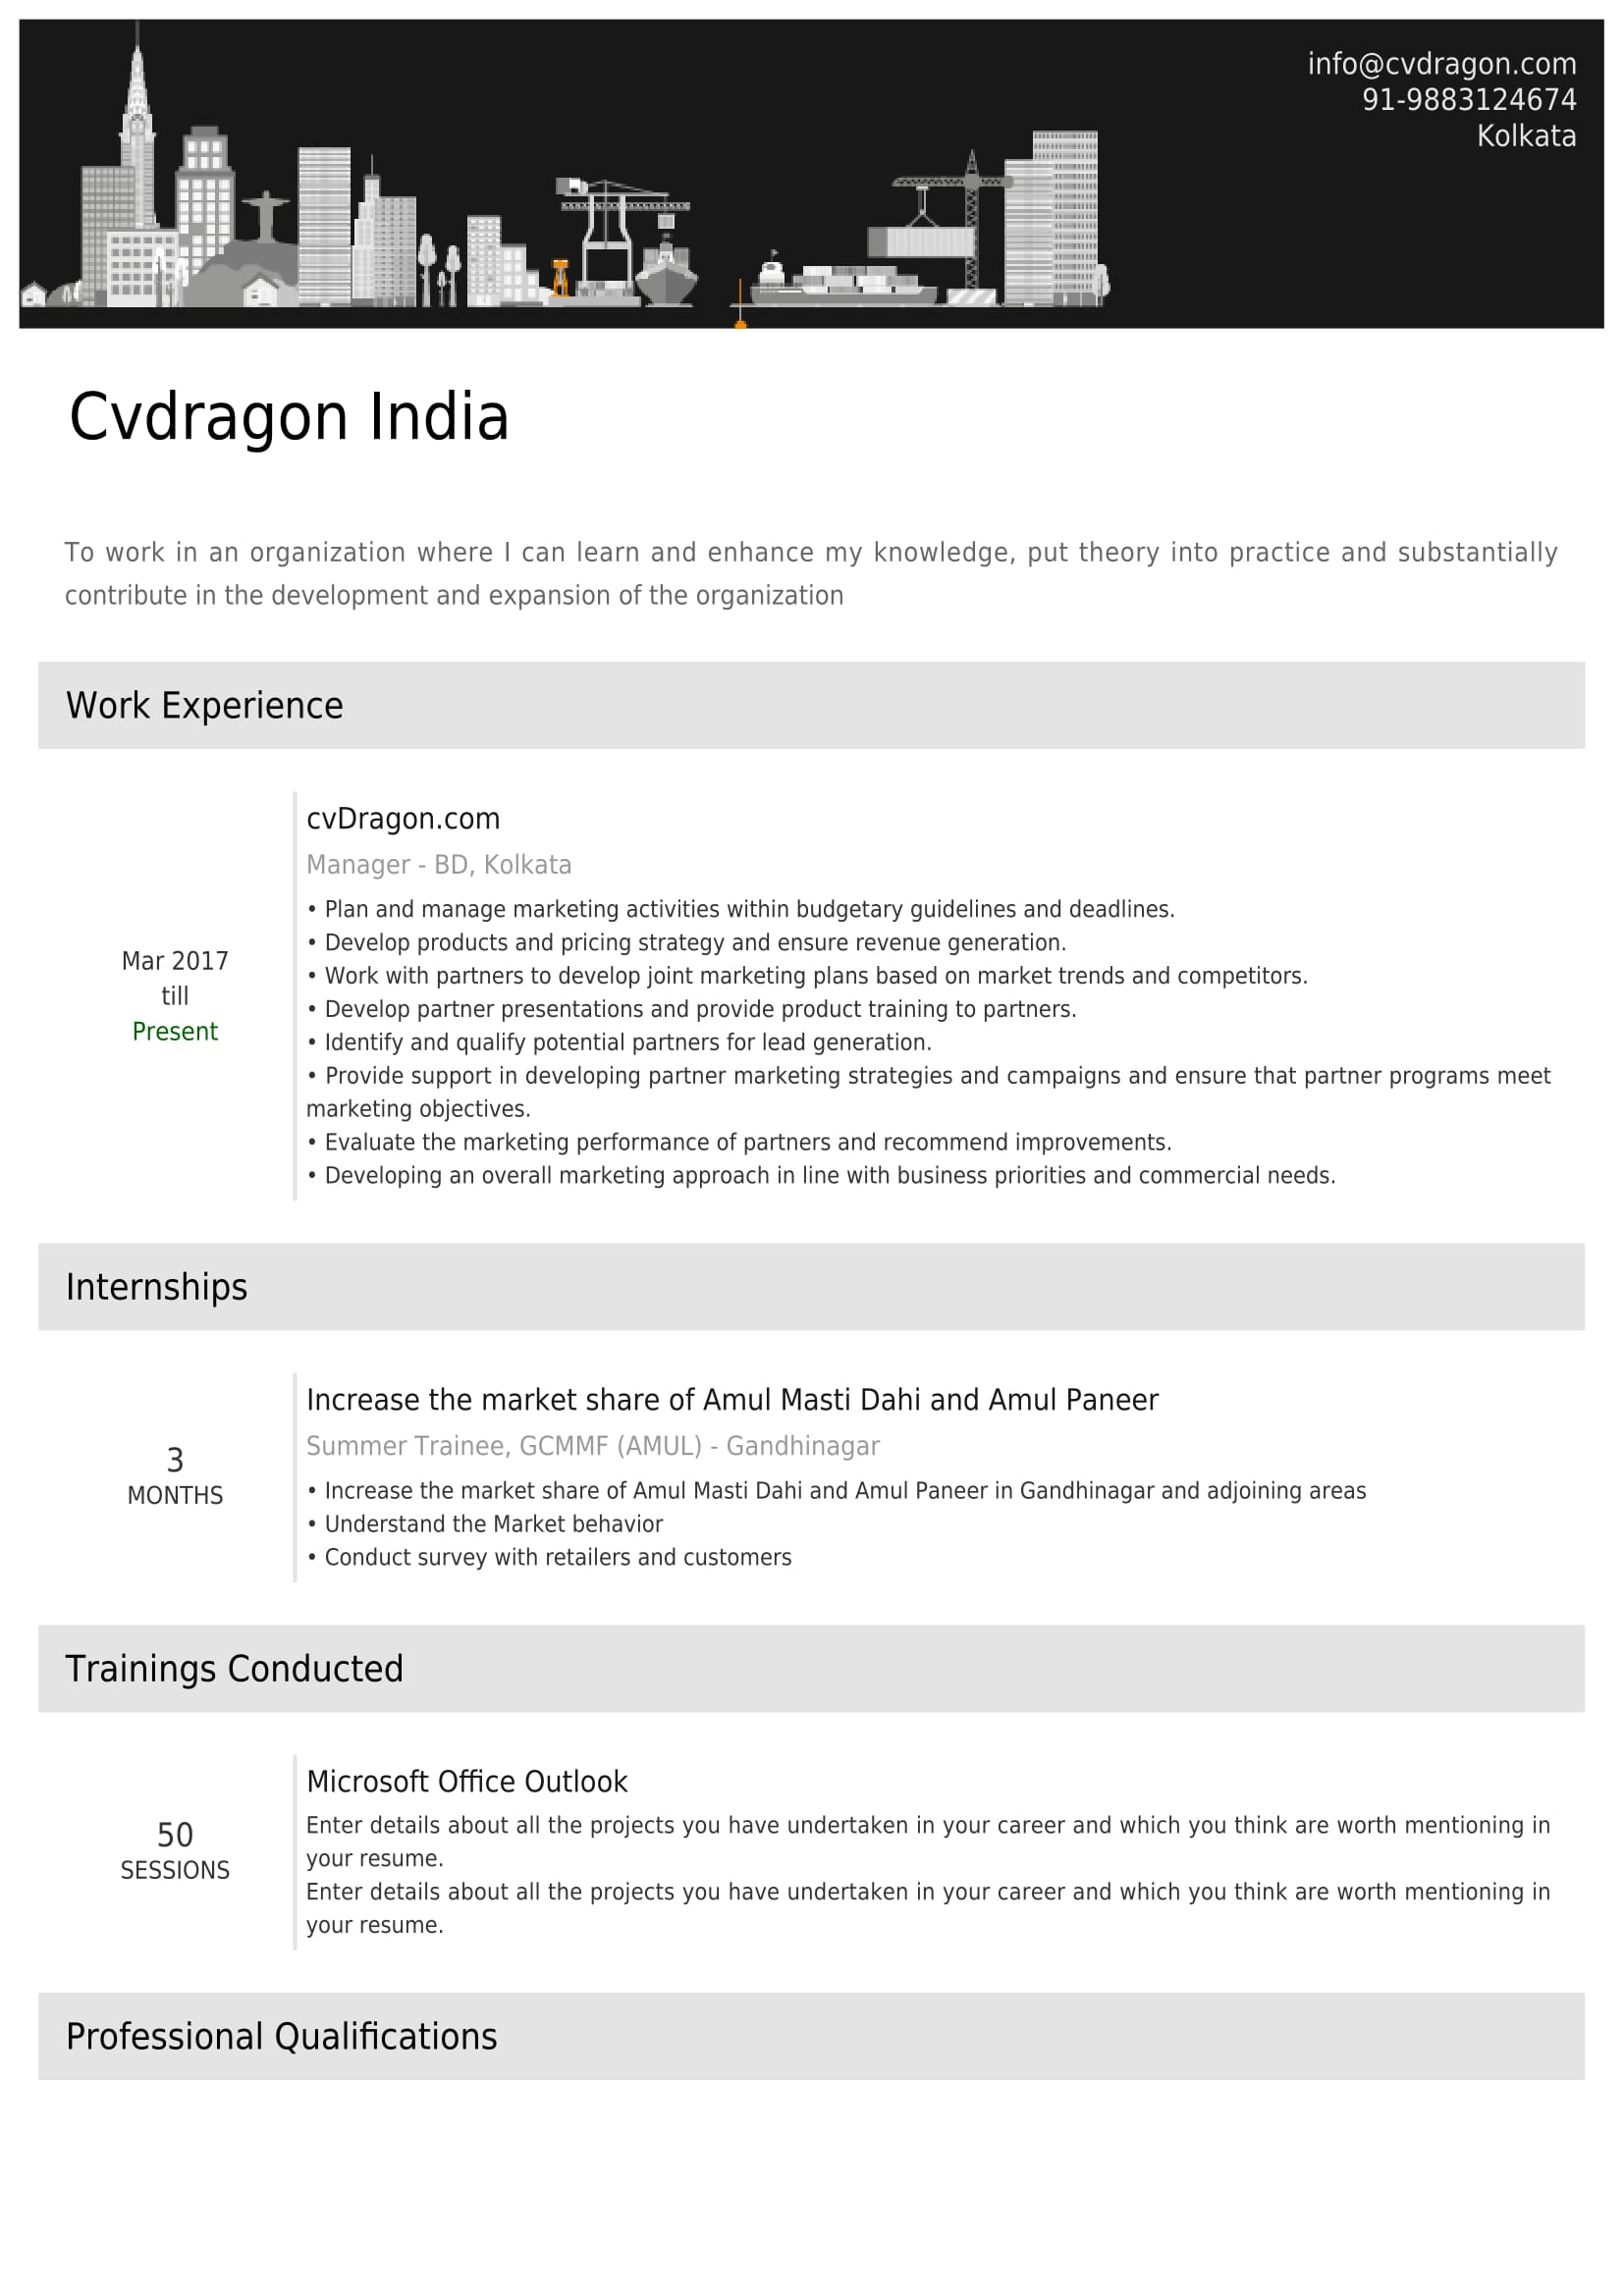 info@cvdragon.com
91-9883124674
Kolkata
Cvdragon India
To work in an organization where I can learn and enhance my knowledge, put theory into practice and substantially
contribute in the development and expansion of the organization
Work Experience
Mar 2017
till
Present
cvDragon.com
Manager - BD, Kolkata
• Plan and manage marketing activities within budgetary guidelines and deadlines.
• Develop products and pricing strategy and ensure revenue generation.
• Work with partners to develop joint marketing plans based on market trends and competitors.
• Develop partner presentations and provide product training to partners.
• Identify and qualify potential partners for lead generation.
• Provide support in developing partner marketing strategies and campaigns and ensure that partner programs meet
marketing objectives.
• Evaluate the marketing performance of partners and recommend improvements.
• Developing an overall marketing approach in line with business priorities and commercial needs.
Internships
3
MONTHS
Increase the market share of Amul Masti Dahi and Amul Paneer
Summer Trainee, GCMMF (AMUL) - Gandhinagar
• Increase the market share of Amul Masti Dahi and Amul Paneer in Gandhinagar and adjoining areas
• Understand the Market behavior
• Conduct survey with retailers and customers
Trainings Conducted
50
SESSIONS
Microsoft Office Outlook
Enter details about all the projects you have undertaken in your career and which you think are worth mentioning in
your resume.
Enter details about all the projects you have undertaken in your career and which you think are worth mentioning in
your resume.
Professional Qualifications